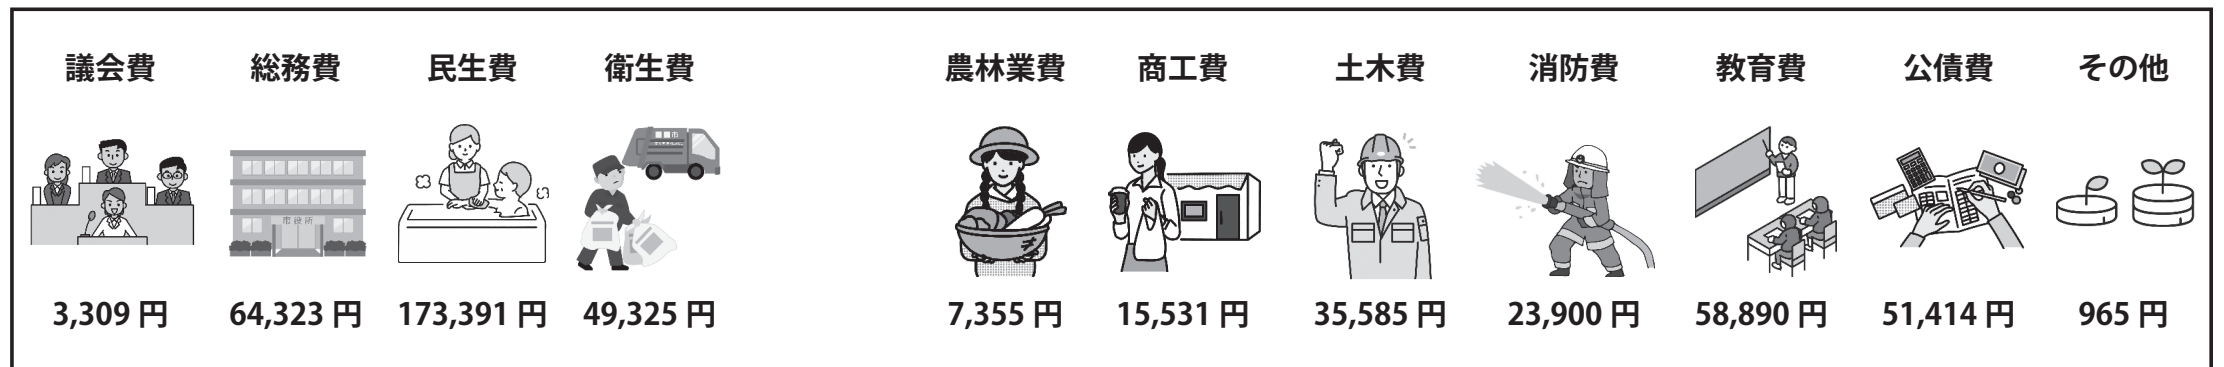 議会費 総務費 民生費 衛生費 農林業費 商工費 土木費 消防費 教育費 公債費 その他
市役所
3,309 円 64,323 円 173,391 円 49,325 円 7,355 円 15,531 円 35,585 円 23,900 円 58,890 円 51,414 円 965 円